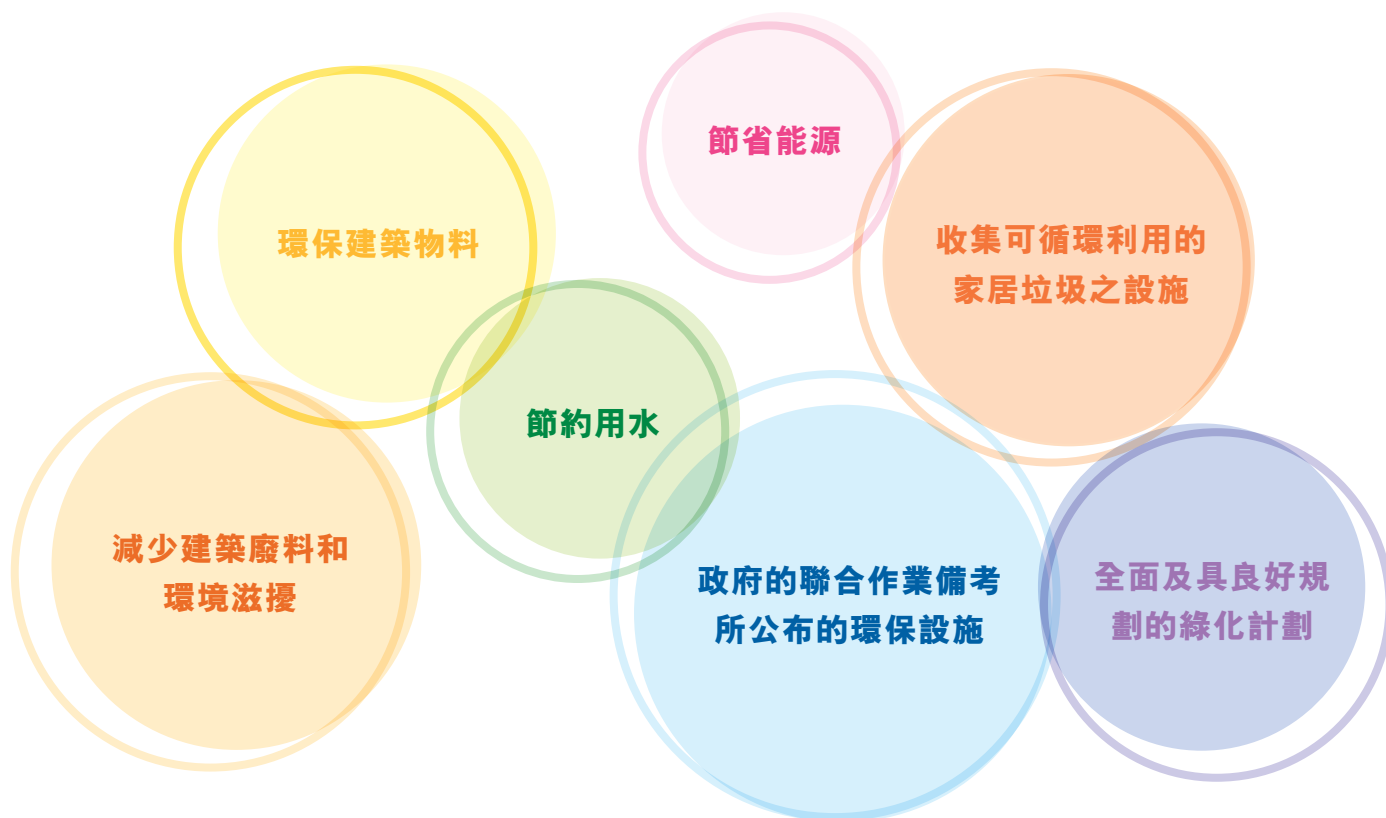 節省能源
環保建築物料
收集可循環利用的
家居垃圾之設施
節約用水
減少建築廢料和
環境滋擾
政府的聯合作業備考
所公布的環保設施
全面及具良好規
劃的綠化計劃